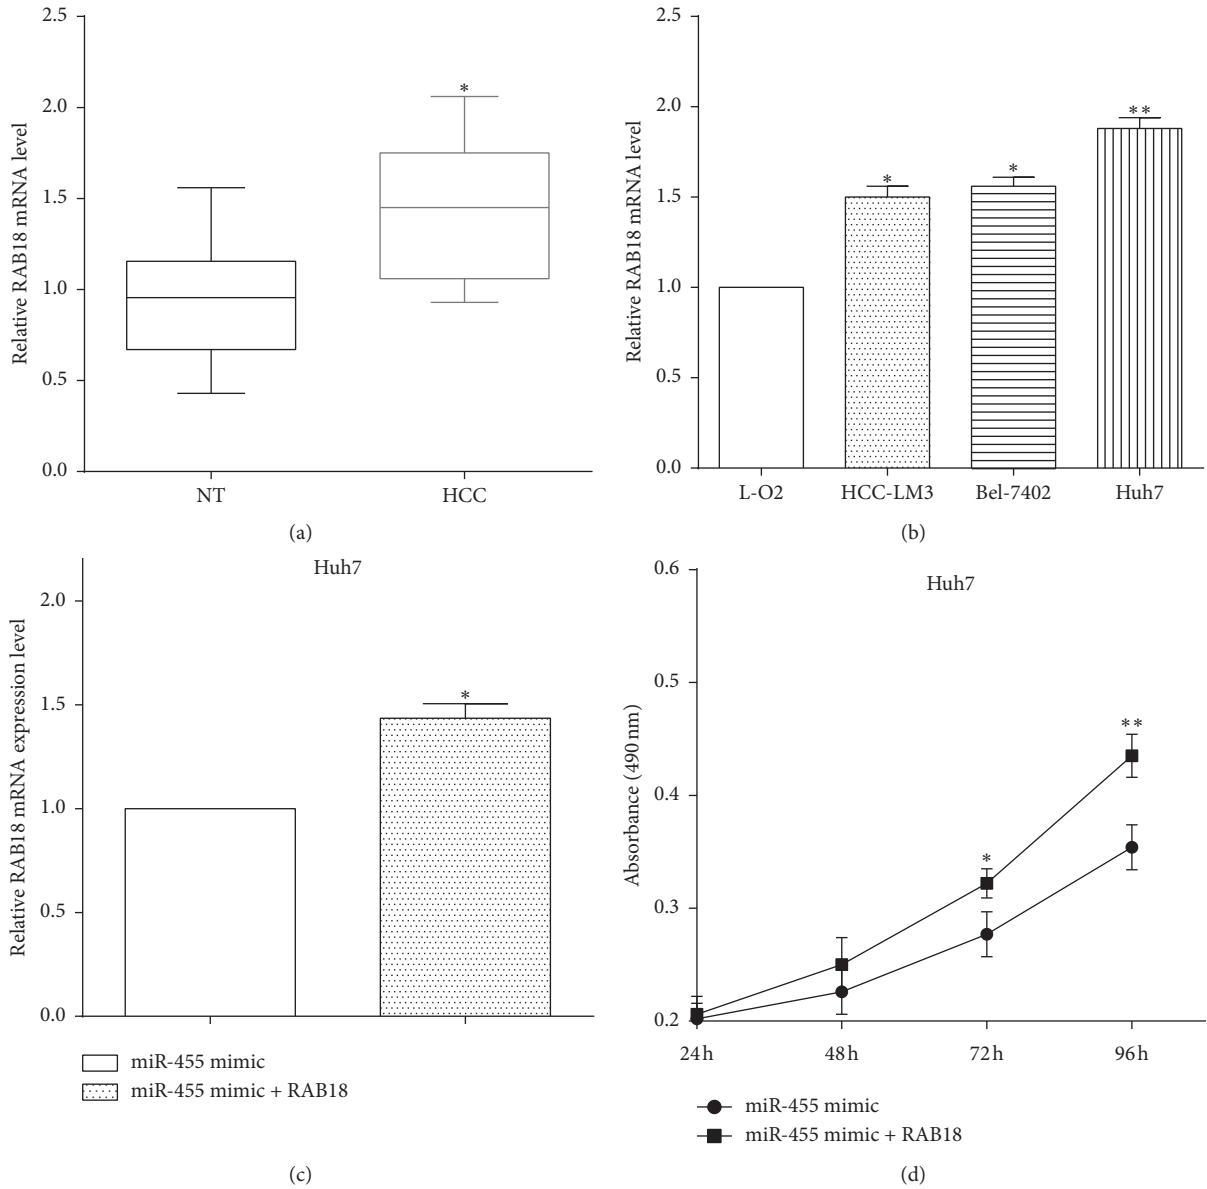 2.5
2.0
1.5
1.0
0.5
0.0
Relative RAB18 mRNA level
*
NT
HCC
(a)
2.5
2.0
1.5
1.0
0.5
0.0
Relative RAB18 mRNA level
*
*
**
L-O2
HCC-LM3
Bel-7402
Huh7
(b)
Huh7
2.0
1.5
1.0
0.5
0.0
Relative RAB18 mRNA expression level
*
miR-455 mimic
miR-455 mimic + RAB18
(c)
Huh7
0.6
0.5
0.4
0.3
0.2
Absorbance (490 nm)
*
**
24 h
48 h
72 h
96 h
miR-455 mimic
miR-455 mimic + RAB18
(d)